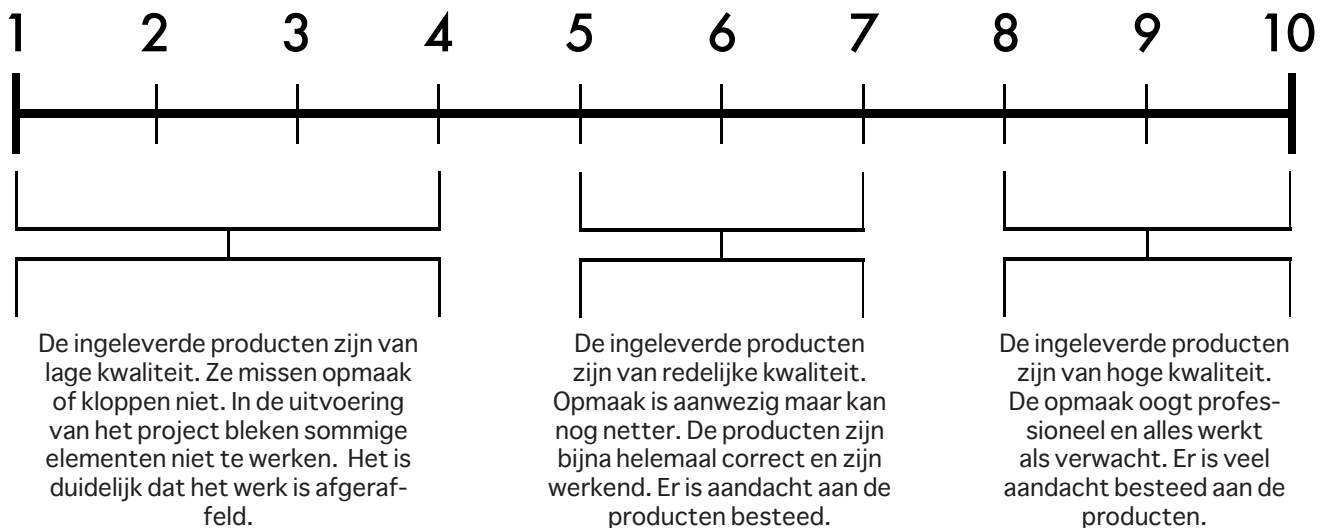 1 2 3 4 5 6 7 8 9 10
De ingeleverde producten zijn van
lage kwaliteit. Ze missen opmaak
of kloppen niet. In de uitvoering
van het project bleken sommige
elementen niet te werken. Het is
duidelijk dat het werk is afgeraf-
feld.
De ingeleverde producten
zijn van redelijke kwaliteit.
Opmaak is aanwezig maar kan
nog netter. De producten zijn
bijna helemaal correct en zijn
werkend. Er is aandacht aan de
producten besteed.
De ingeleverde producten
zijn van hoge kwaliteit.
De opmaak oogt profes-
sioneel en alles werkt
als verwacht. Er is veel
aandacht besteed aan de
producten.